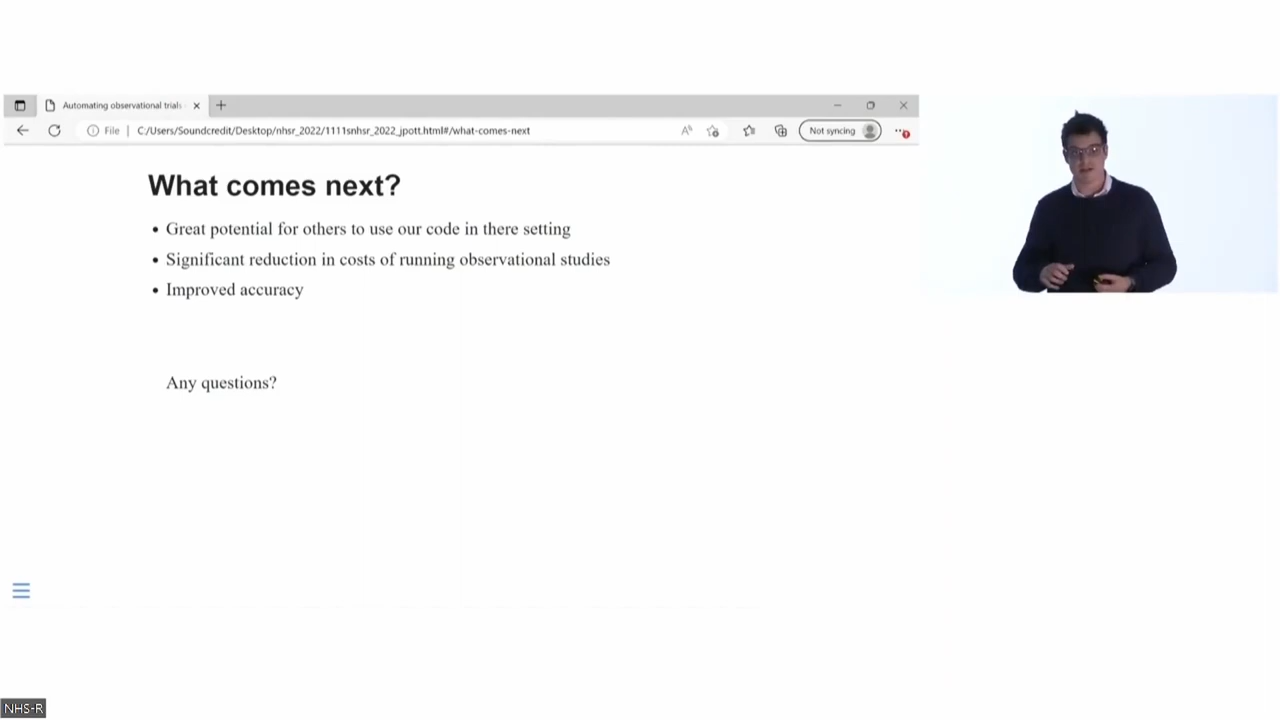 Automating observational trials
File
C:/Users/Soundcredit/Desktop/nhsr_2022/1111snhsr_2022_jpott.html#/what-comes-next
Not syncing
What comes next?
• Great potential for others to use our code in there setting
• Significant reduction in costs of running observational studies
• Improved accuracy
Any questions?
NHS-R